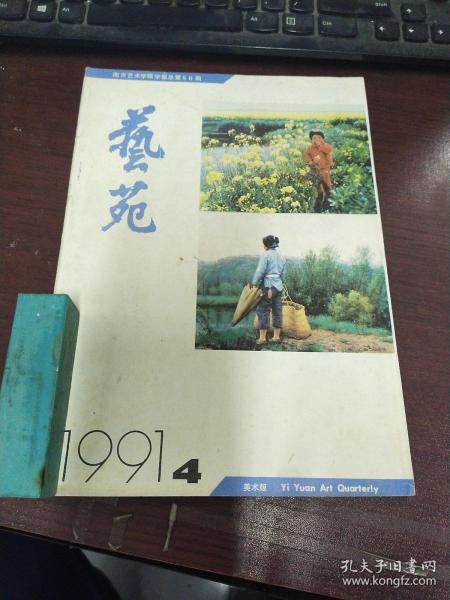 南京艺术学院学报总第50期
藝苑
1991 4
美术版 Yi Yuan Art Quarterly
孔夫子旧书网
www.kongfz.com